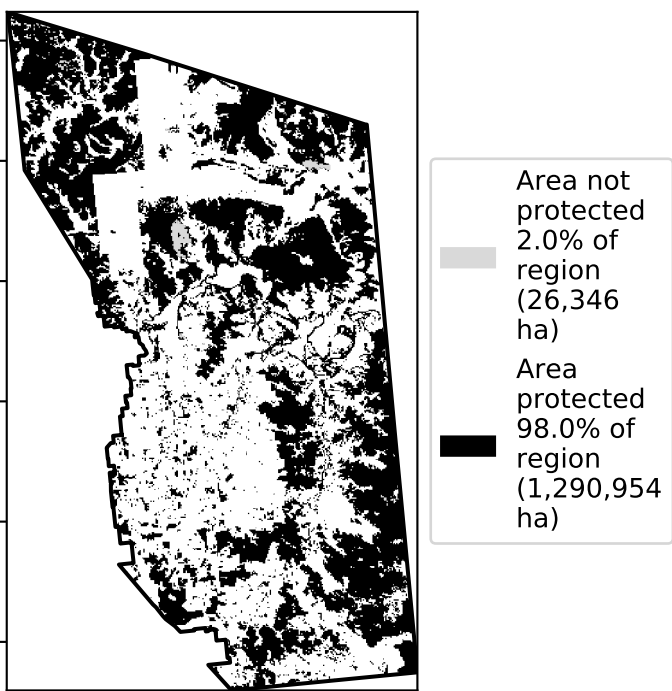 Area not
protected
2.0% of
region
(26,346
ha)
Area
protected
98.0% of
region
(1,290,954
ha)